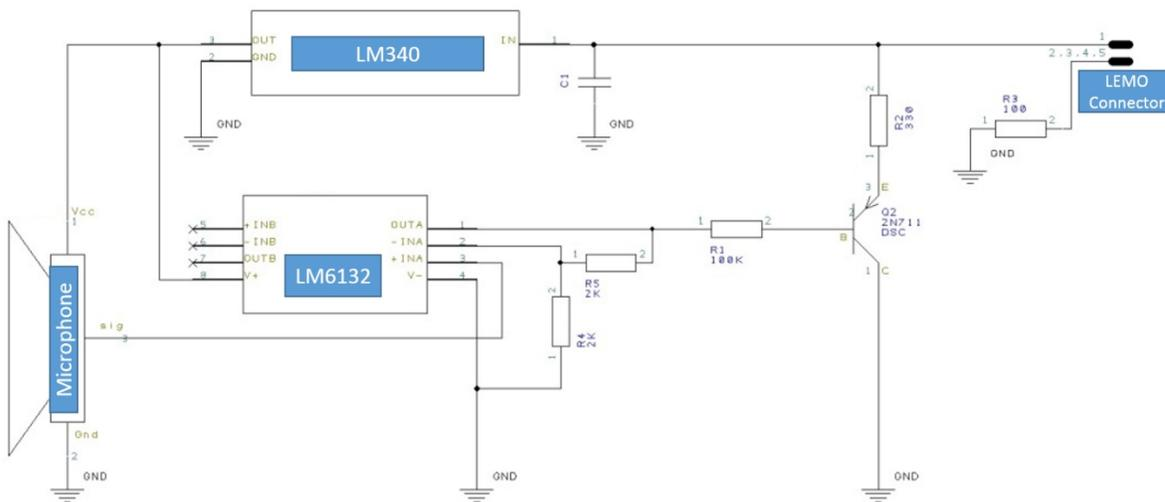 3 OUT
2 GND
LM340
IN 1
1
2.3.4.5
LEMO
Connector
C1
GND
GND
R2
330
2
1
R3
100
1
2
GND
Vcc
1
5 +INB
6 -INB
7 OUTB
8 V+
LM6132
OUTA 1
-INA 2
+INA 3
V- 4
1
2
R5
2K
2
1
R4
2K
1
2
R1
100K
3 E
2
B
Q2
2N711
DSC
1 C
Microphone
sig
3
Gnd
2
GND
GND
GND